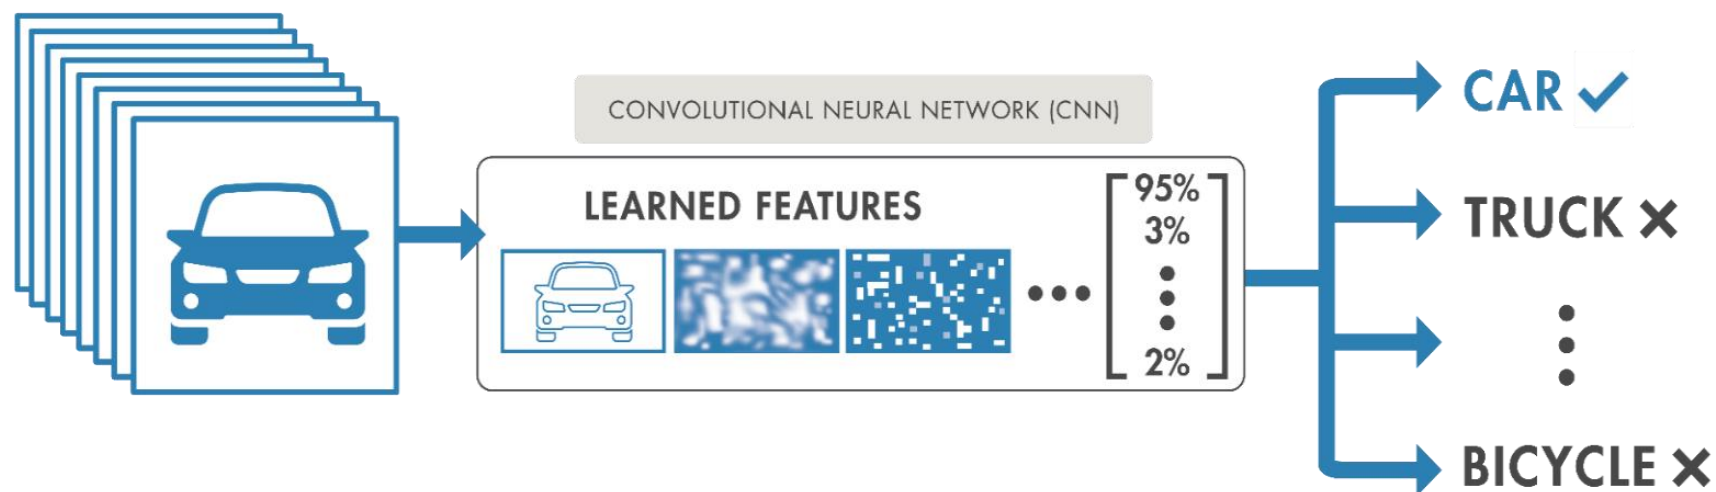 CONVOLUTIONAL NEURAL NETWORK (CNN)
LEARNED FEATURES
95%
3%
2%
CAR
TRUCK
BICYCLE